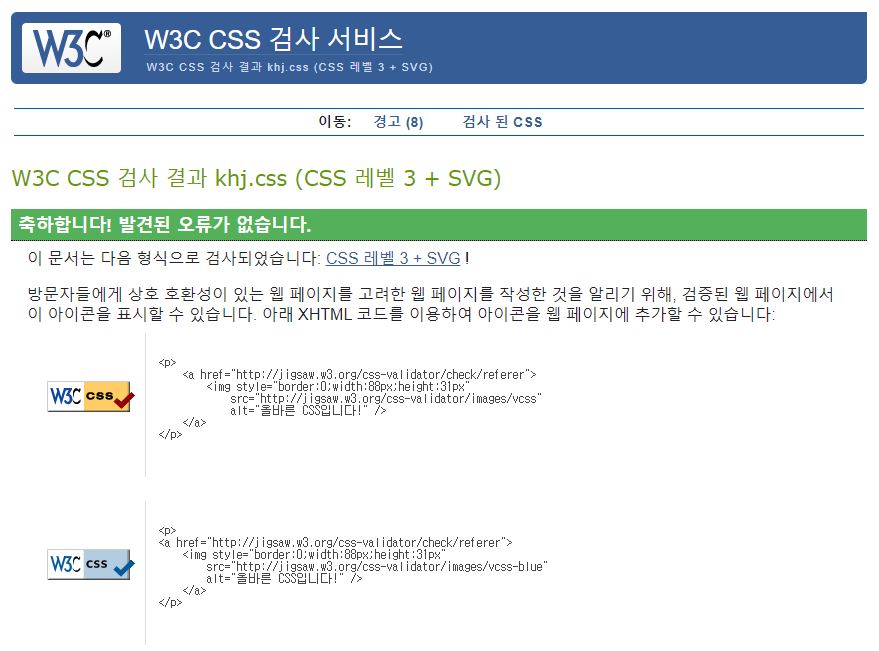 W3C®
W3C CSS 검사 서비스
W3C CSS 검사 결과 khj.css (CSS 레벨 3 + SVG)
이동: 경고 (8) 검사 된 CSS
W3C CSS 검사 결과 khj.css (CSS 레벨 3 + SVG)
축하합니다! 발견된 오류가 없습니다.
이 문서는 다음 형식으로 검사되었습니다: CSS 레벨 3 + SVG !
방문자들에게 상호 호환성이 있는 웹 페이지를 고려한 웹 페이지를 작성한 것을 알리기 위해, 검증된 웹 페이지에서
이 아이콘을 표시할 수 있습니다. 아래 XHTML 코드를 이용하여 아이콘을 웹 페이지에 추가할 수 있습니다:
W3C css
<p>
<a href="http://jigsaw.w3.org/css-validator/check/referer">
<img style="border:0;width:88px;height:31px"
src="http://jigsaw.w3.org/css-validator/images/vcss"
alt="올바른 CSS입니다!" />
</a>
</p>
W3C css
<p>
<a href="http://jigsaw.w3.org/css-validator/check/referer">
<img style="border:0;width:88px;height:31px"
src="http://jigsaw.w3.org/css-validator/images/vcss-blue"
alt="올바른 CSS입니다!" />
</a>
</p>